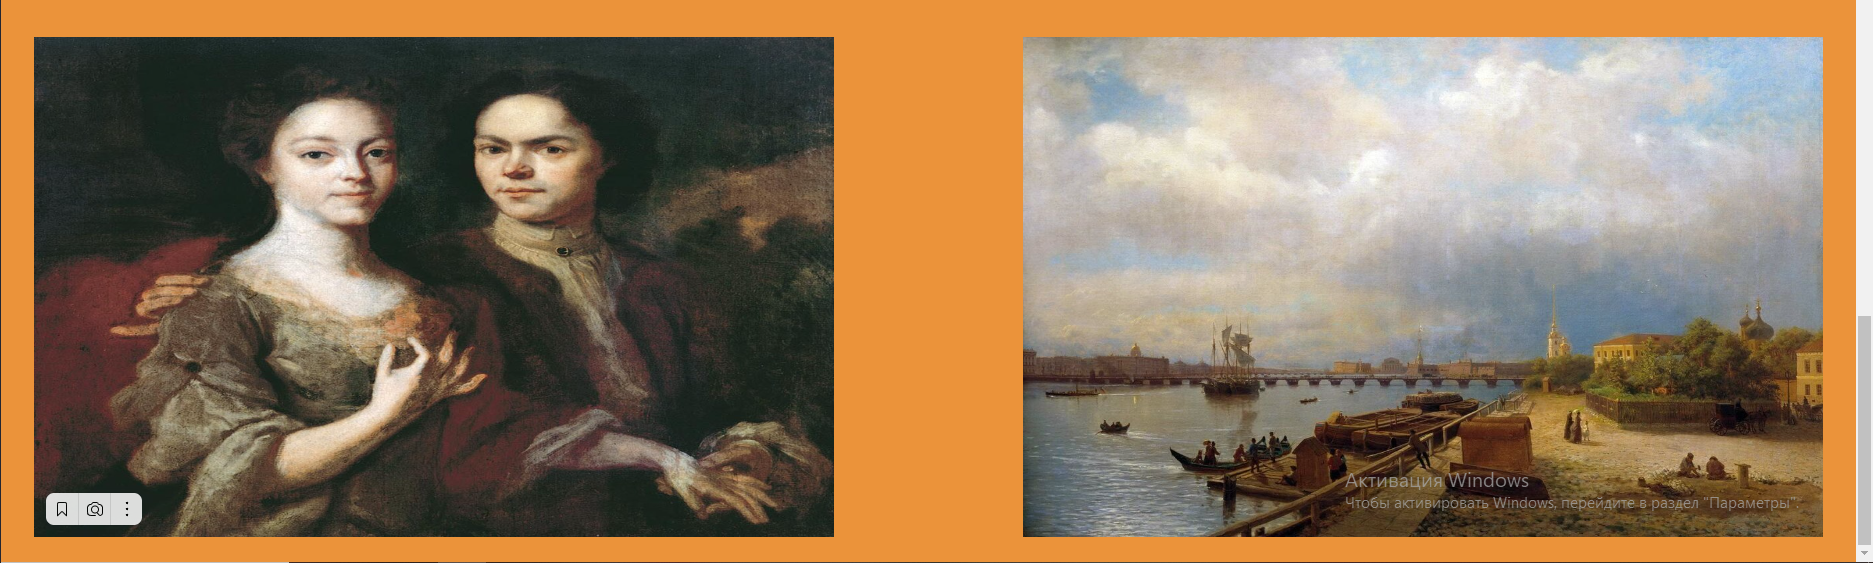 Активация Windows
Чтобы активировать Windows, перейдите в раздел "Параметры".